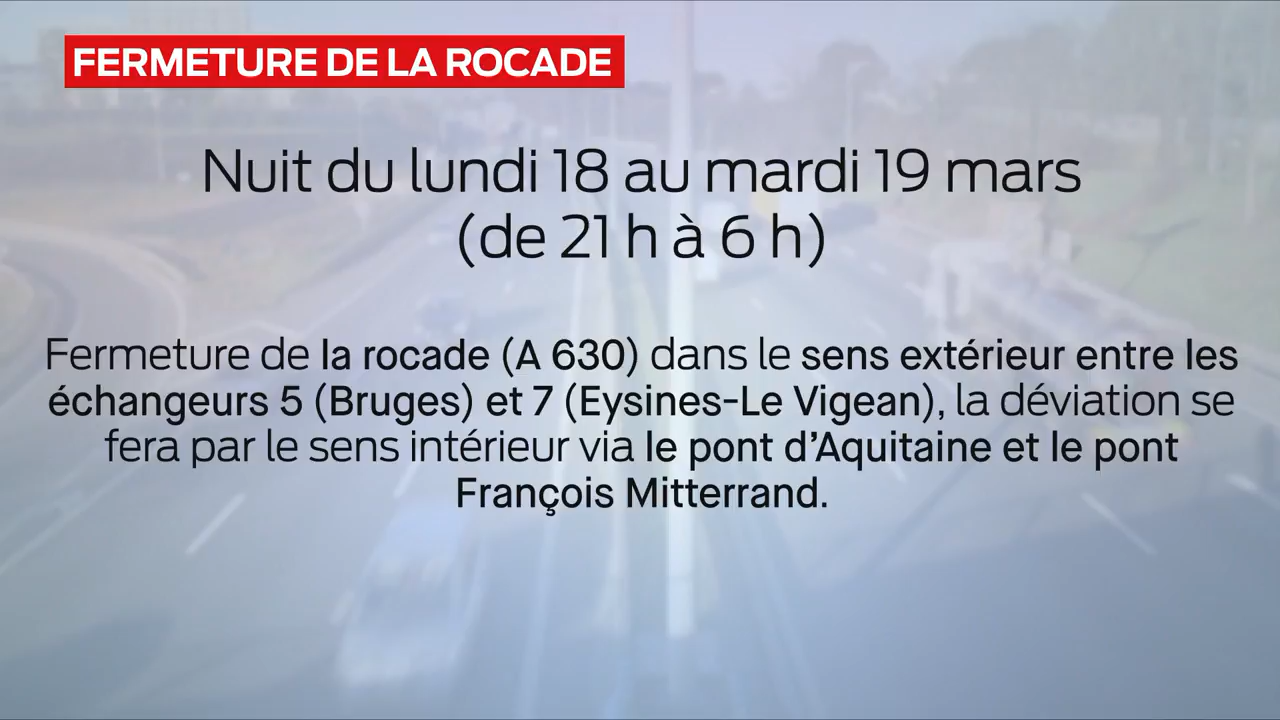 FERMETURE DE LA ROCADE
Nuit du lundi 18 au mardi 19 mars
(de 21 h à 6 h)
Fermeture de la rocade (A 630) dans le sens extérieur entre les
échangeurs 5 (Bruges) et 7 (Eysines-Le Vigean), la déviation se
fera par le sens intérieur via le pont d’Aquitaine et le pont
François Mitterrand.